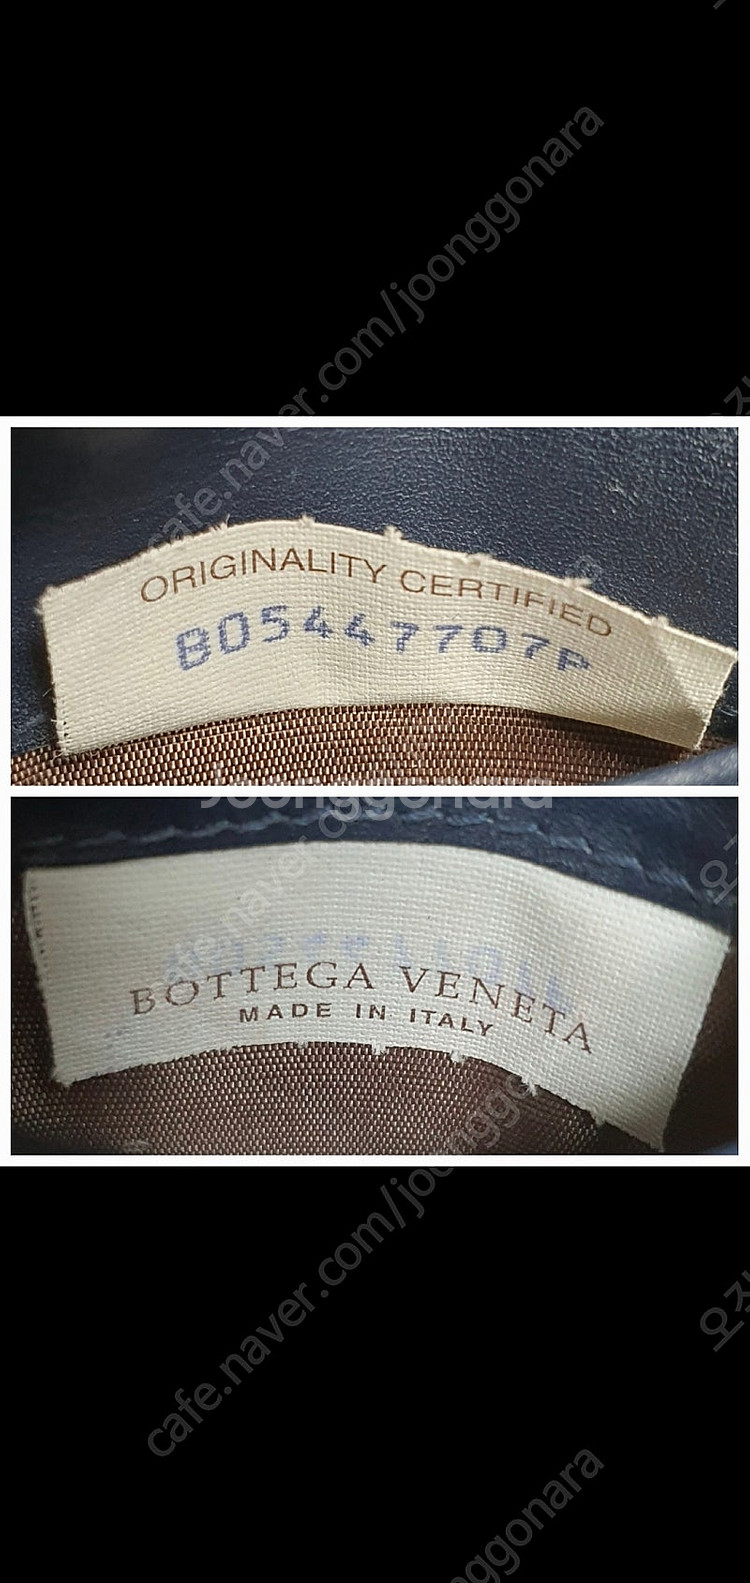 cafe.naver.com/joonggonara
ORIGINALITY CERTIFIED
B05447707P
Joonggonara
BOTTEGA VENETA
MADE IN ITALY
cafe.naver.com/joonggonara